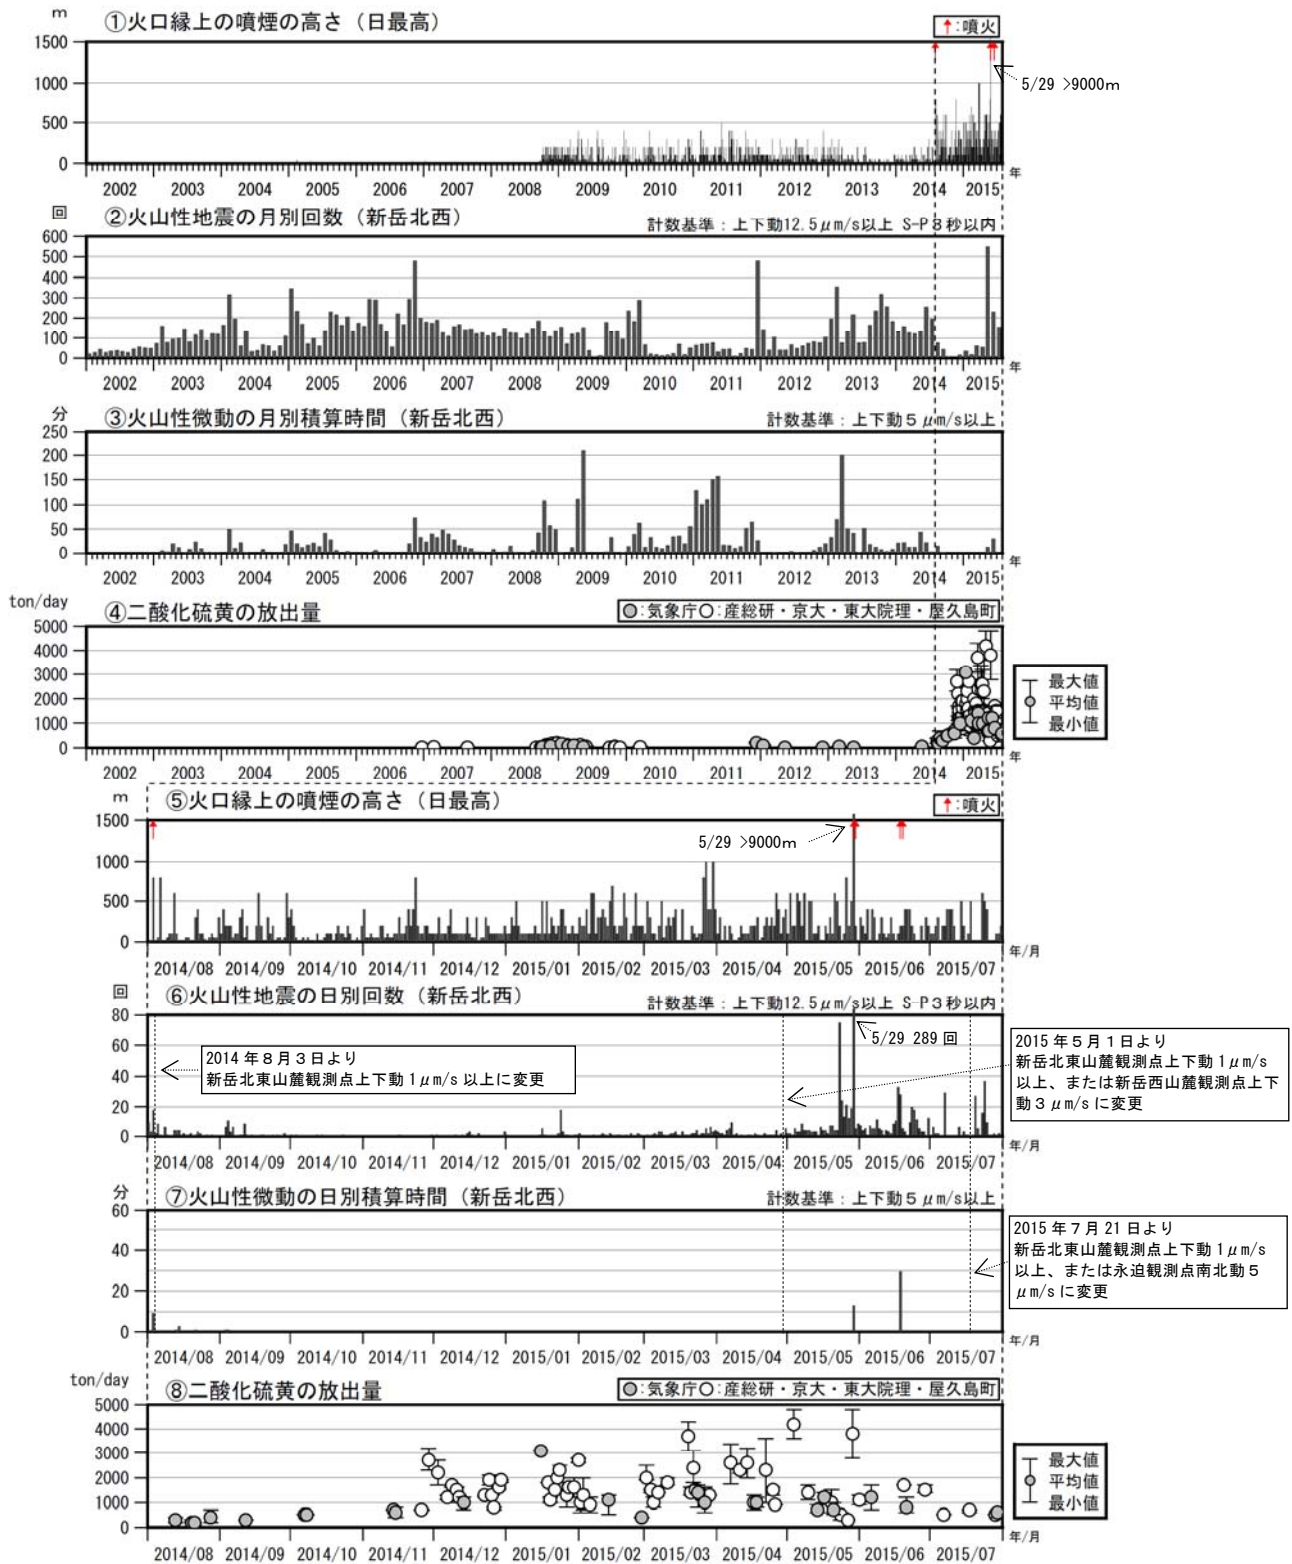 m
①火口縁上の噴煙の高さ（日最高）
↑:噴火
1500
1000
500
0
5/29 >9000m
2002 2003 2004 2005 2006 2007 2008 2009 2010 2011 2012 2013 2014 2015 年
回
②火山性地震の月別回数（新岳北西）
計数基準：上下動12.5μm/s以上 S-P3秒以内
600
500
400
300
200
100
0
2002 2003 2004 2005 2006 2007 2008 2009 2010 2011 2012 2013 2014 2015 年
分
③火山性微動の月別積算時間（新岳北西）
計数基準：上下動5μm/s以上
250
200
150
100
50
0
2002 2003 2004 2005 2006 2007 2008 2009 2010 2011 2012 2013 2014 2015 年
ton/day
④二酸化硫黄の放出量
○:気象庁○:産総研・京大・東大院理・屋久島町
5000
4000
3000
2000
1000
0
最大値
平均値
最小値
2002 2003 2004 2005 2006 2007 2008 2009 2010 2011 2012 2013 2014 2015 年
m
⑤火口縁上の噴煙の高さ（日最高）
↑:噴火
1500
1000
500
0
5/29 >9000m
2014/08 2014/09 2014/10 2014/11 2014/12 2015/01 2015/02 2015/03 2015/04 2015/05 2015/06 2015/07 年/月
回
⑥火山性地震の日別回数（新岳北西）
計数基準：上下動12.5μm/s以上 S-P3秒以内
80
60
40
20
0
2014年8月3日より
新岳北東山麓観測点上下動1μm/s以上に変更
5/29 289回
2015年5月1日より
新岳北東山麓観測点上下動1μm/s
以上、または新岳西山麓観測点上下
動3μm/sに変更
2014/08 2014/09 2014/10 2014/11 2014/12 2015/01 2015/02 2015/03 2015/04 2015/05 2015/06 2015/07 年/月
分
⑦火山性微動の日別積算時間（新岳北西）
計数基準：上下動5μm/s以上
60
40
20
0
2015年7月21日より
新岳北東山麓観測点上下動1μm/s
以上、または永迫観測点南北動5
μm/sに変更
2014/08 2014/09 2014/10 2014/11 2014/12 2015/01 2015/02 2015/03 2015/04 2015/05 2015/06 2015/07 年/月
ton/day
⑧二酸化硫黄の放出量
○:気象庁○:産総研・京大・東大院理・屋久島町
5000
4000
3000
2000
1000
0
最大値
平均値
最小値
2014/08 2014/09 2014/10 2014/11 2014/12 2015/01 2015/02 2015/03 2015/04 2015/05 2015/06 2015/07 年/月